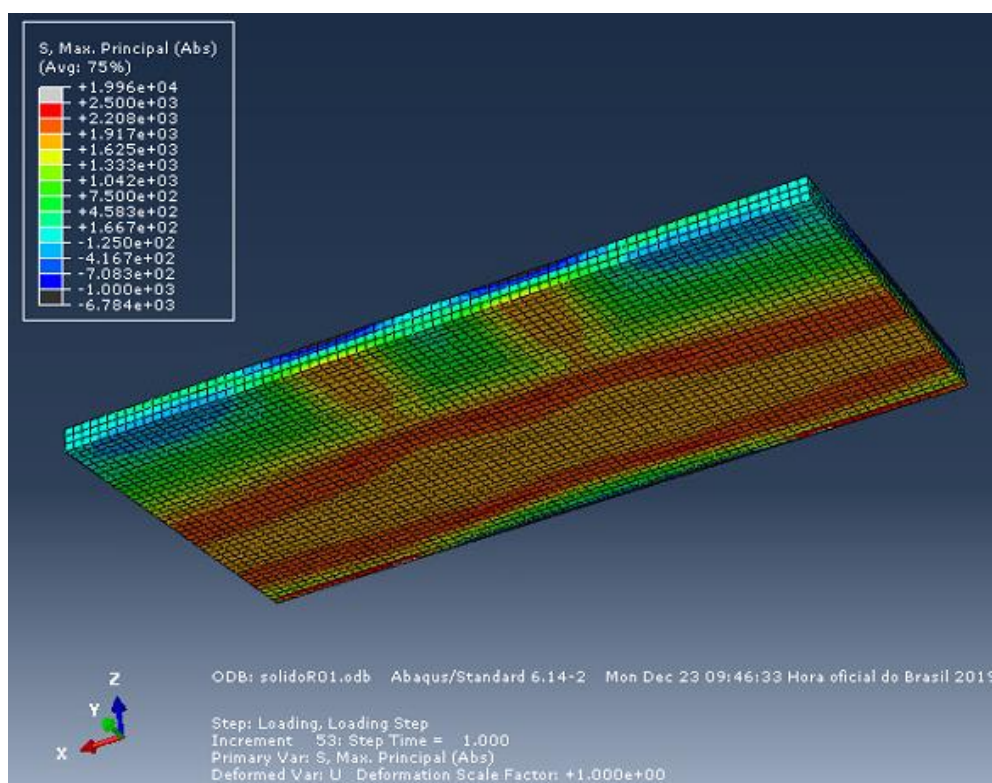 S, Max. Principal (Abs)
(Avg: 75%)
+1.996e+04
+2.500e+03
+2.208e+03
+1.917e+03
+1.625e+03
+1.333e+03
+1.042e+03
+7.500e+02
+4.583e+02
+1.667e+02
-1.250e+02
-4.167e+02
-7.083e+02
-1.000e+03
-6.784e+03
Z
Y
X
ODB: solidoR01.odb Abaqus/Standard 6.14-2 Mon Dec 23 09:46:33 Hora oficial do Brasil 2019
Step: Loading, Loading Step
Increment 53: Step Time = 1.000
Primary Var: S, Max. Principal (Abs)
Deformed Var: U Deformation Scale Factor: +1.000e+00